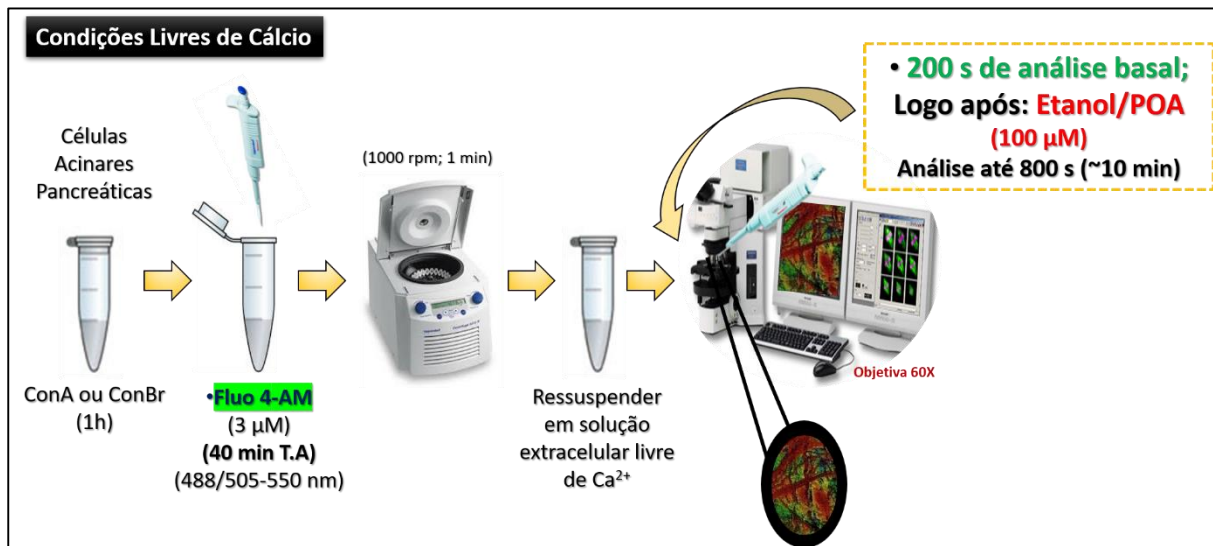 Condições Livres de Cálcio
Células
Acinares
Pancreáticas
ConA ou ConBr
(1h)
•Fluo 4-AM
(3 µM)
(40 min T.A)
(488/505-550 nm)
(1000 rpm; 1 min)
Ressuspender
em solução
extracelular livre
de Ca²⁺
• 200 s de análise basal;
Logo após: Etanol/POA
(100 µM)
Análise até 800 s (~10 min)
Objetiva 60X